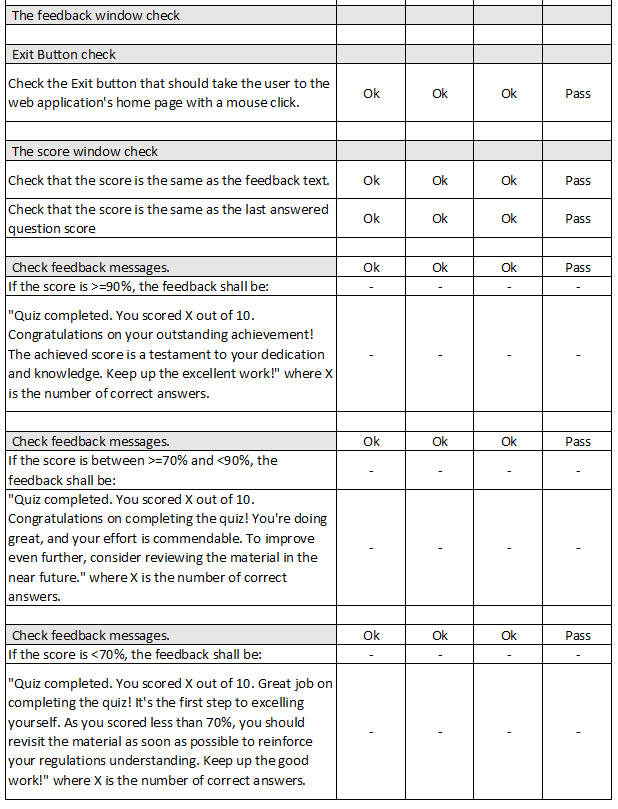 The feedback window check
Exit Button check
Check the Exit button that should take the user to the
web application's home page with a mouse click.
Ok Ok Ok Pass
The score window check
Check that the score is the same as the feedback text.
Ok Ok Ok Pass
Check that the score is the same as the last answered
question score
Ok Ok Ok Pass
Check feedback messages. Ok Ok Ok Pass
If the score is >=90%, the feedback shall be: - - - -
"Quiz completed. You scored X out of 10.
Congratulations on your outstanding achievement!
The achieved score is a testament to your dedication
and knowledge. Keep up the excellent work!" where X
is the number of correct answers.
- - - -
Check feedback messages. Ok Ok Ok Pass
If the score is between >=70% and <90%, the
feedback shall be:
- - - -
"Quiz completed. You scored X out of 10.
Congratulations on completing the quiz! You're doing
great, and your effort is commendable. To improve
even further, consider reviewing the material in the
near future." where X is the number of correct
answers.
- - - -
Check feedback messages. Ok Ok Ok Pass
If the score is <70%, the feedback shall be: - - - -
"Quiz completed. You scored X out of 10. Great job on
completing the quiz! It's the first step to excelling
yourself. As you scored less than 70%, you should
revisit the material as soon as possible to reinforce
your regulations understanding. Keep up the good
work!" where X is the number of correct answers.
- - - -